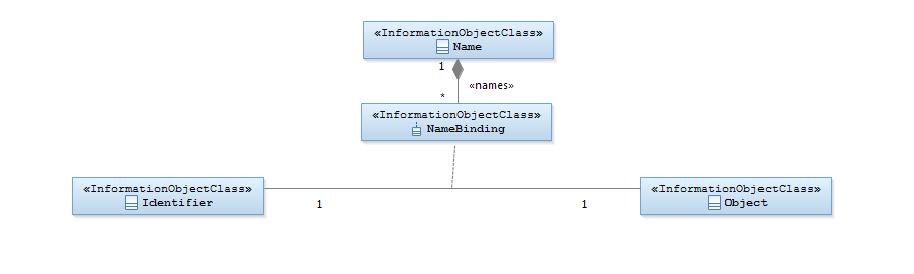 «InformationObjectClass»
Name
1
«names»
*
«InformationObjectClass»
NameBinding
«InformationObjectClass»
Identifier
«InformationObjectClass»
Object
1
1